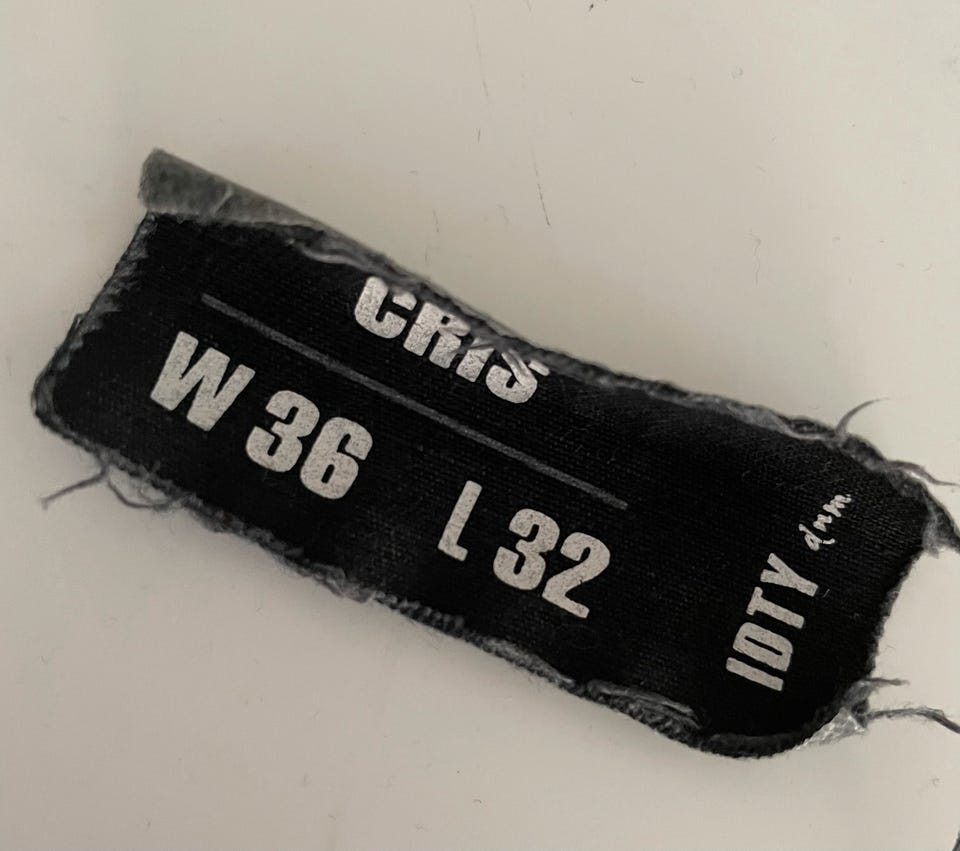 CRIS
W 36 L 32
IDTY dnm.